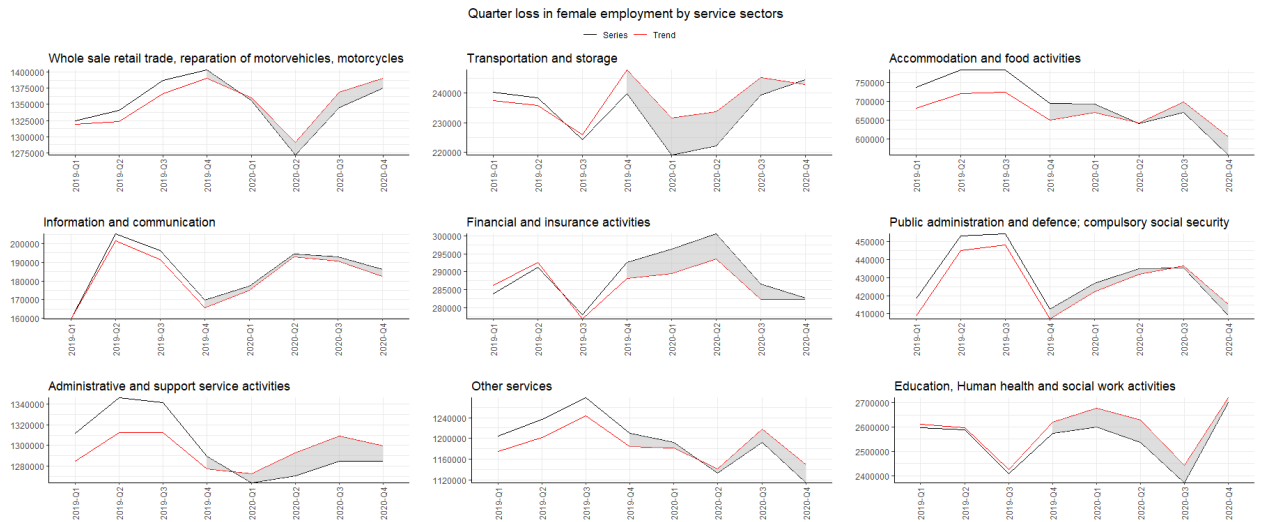 Quarter loss in female employment by service sectors
Series Trend
Whole sale retail trade, reparation of motorvehicles, motorcycles
1400000
1375000
1350000
1325000
1300000
1275000
2019-Q1 2019-Q2 2019-Q3 2019-Q4 2020-Q1 2020-Q2 2020-Q3 2020-Q4
Transportation and storage
240000
230000
220000
2019-Q1 2019-Q2 2019-Q3 2019-Q4 2020-Q1 2020-Q2 2020-Q3 2020-Q4
Accommodation and food activities
750000
700000
650000
600000
2019-Q1 2019-Q2 2019-Q3 2019-Q4 2020-Q1 2020-Q2 2020-Q3 2020-Q4
Information and communication
200000
190000
180000
170000
160000
2019-Q1 2019-Q2 2019-Q3 2019-Q4 2020-Q1 2020-Q2 2020-Q3 2020-Q4
Financial and insurance activities
300000
295000
290000
285000
280000
2019-Q1 2019-Q2 2019-Q3 2019-Q4 2020-Q1 2020-Q2 2020-Q3 2020-Q4
Public administration and defence; compulsory social security
450000
440000
430000
420000
410000
2019-Q1 2019-Q2 2019-Q3 2019-Q4 2020-Q1 2020-Q2 2020-Q3 2020-Q4
Administrative and support service activities
1340000
1320000
1300000
1280000
2019-Q1 2019-Q2 2019-Q3 2019-Q4 2020-Q1 2020-Q2 2020-Q3 2020-Q4
Other services
1240000
1200000
1160000
1120000
2019-Q1 2019-Q2 2019-Q3 2019-Q4 2020-Q1 2020-Q2 2020-Q3 2020-Q4
Education, Human health and social work activities
2700000
2600000
2500000
2400000
2019-Q1 2019-Q2 2019-Q3 2019-Q4 2020-Q1 2020-Q2 2020-Q3 2020-Q4